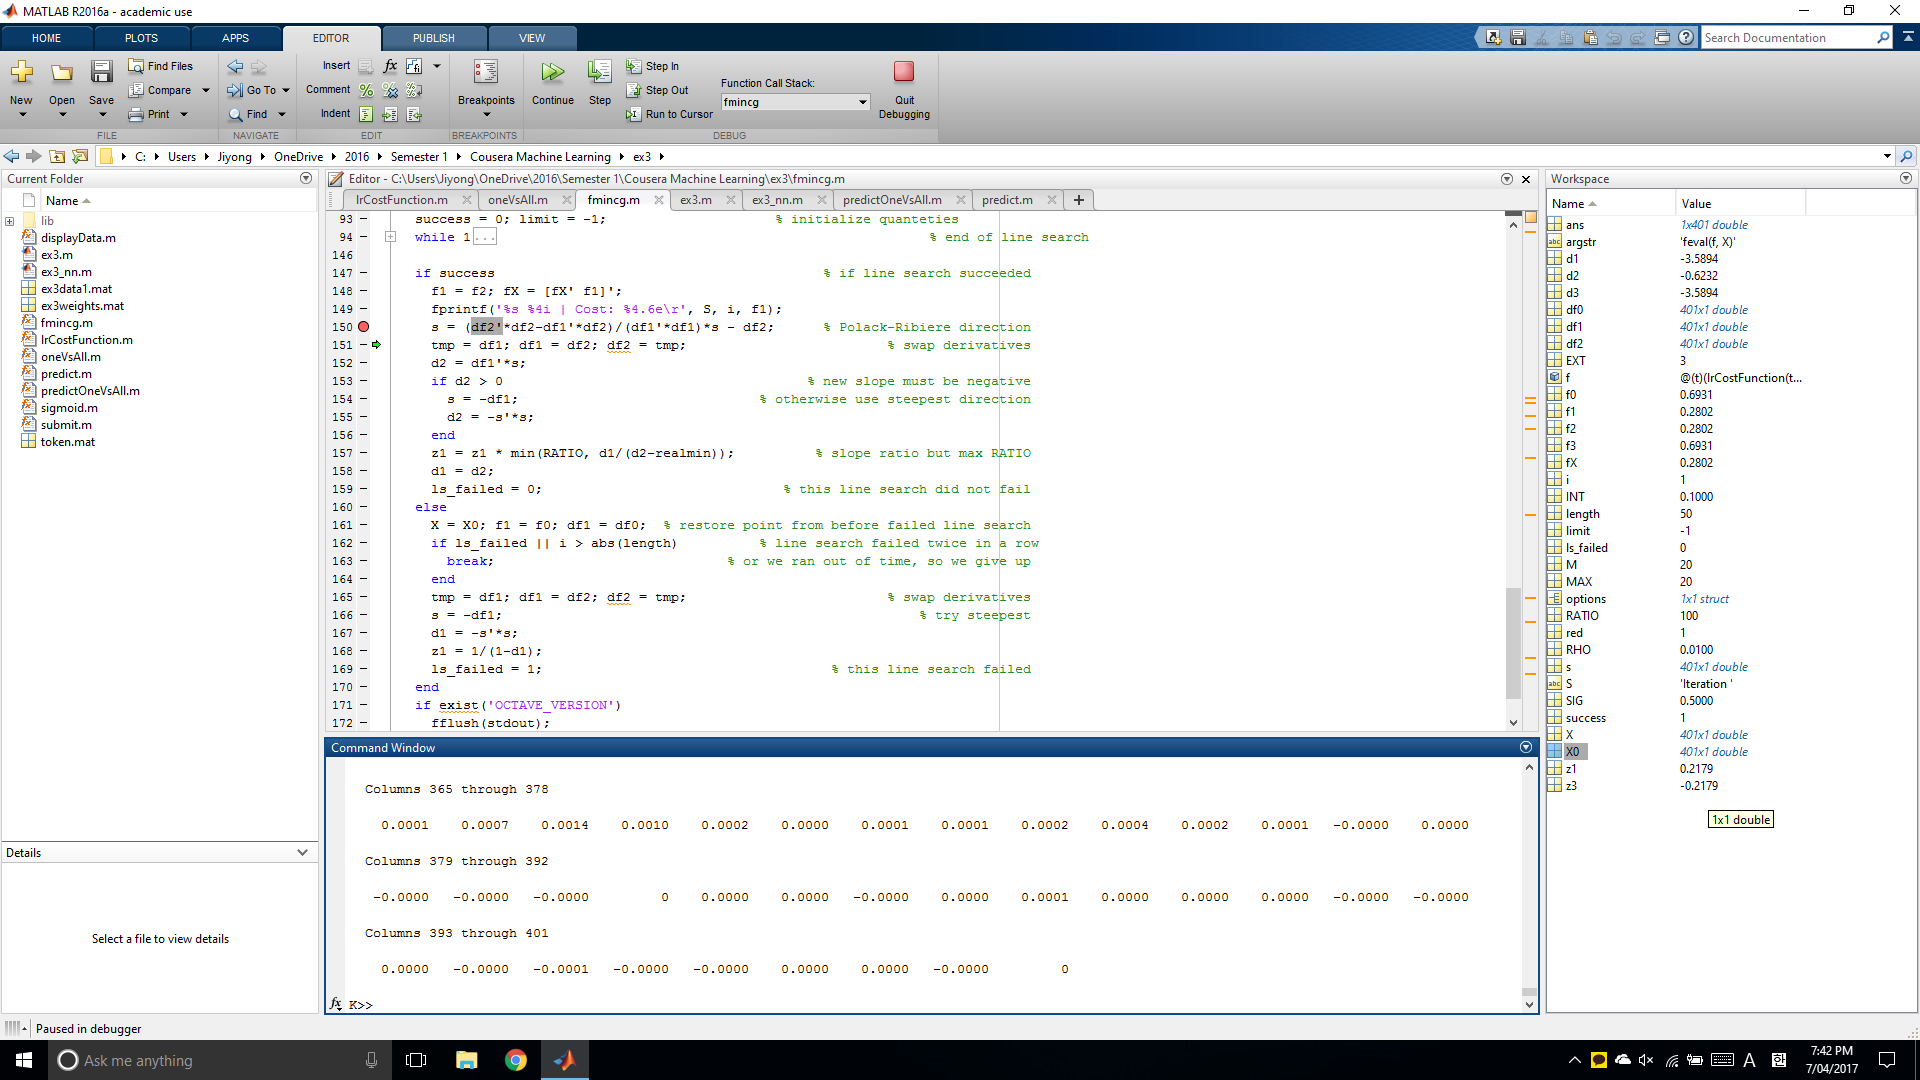 MATLAB R2016a - academic use
HOME PLOTS APPS EDITOR PUBLISH VIEW
Search Documentation
New Open Save
Find Files
Compare
Print
Go To
Find
Insert fx
Comment
Indent
Breakpoints
Continue Step
Step In
Step Out
Run to Cursor
Function Call Stack:
fmincg
Quit Debugging
FILE NAVIGATE EDIT BREAKPOINTS DEBUG
C: Users Jiyong OneDrive 2016 Semester 1 Cousera Machine Learning ex3
Current Folder
Name
lib
displayData.m
ex3.m
ex3_nn.m
ex3data1.mat
ex3weights.mat
fmincg.m
lrCostFunction.m
oneVsAll.m
predict.m
predictOneVsAll.m
sigmoid.m
submit.m
token.mat
Details
Select a file to view details
Editor - C:\Users\Jiyong\OneDrive\2016\Semester 1\Cousera Machine Learning\ex3\fmincg.m
lrCostFunction.m oneVsAll.m fmincg.m ex3.m ex3_nn.m predictOneVsAll.m predict.m
93 success = 0; limit = -1; % initialize quanteties
94 while 1... % end of line search
146
147 if success % if line search succeeded
148 f1 = f2; fX = [fX' f1]';
149 fprintf('%s %4i | Cost: %4.6e\r', S, i, f1);
150 s = (df2'*df2-df1'*df2)/(df1'*df1)*s - df2; % Polack-Ribiere direction
151 tmp = df1; df1 = df2; df2 = tmp; % swap derivatives
152 d2 = df1'*s;
153 if d2 > 0 % new slope must be negative
154 s = -df1; % otherwise use steepest direction
155 d2 = -s'*s;
156 end
157 z1 = z1 * min(RATIO, d1/(d2-realmin)); % slope ratio but max RATIO
158 d1 = d2;
159 ls_failed = 0; % this line search did not fail
160 else
161 X = X0; f1 = f0; df1 = df0; % restore point from before failed line search
162 if ls_failed || i > abs(length) % line search failed twice in a row
163 break; % or we ran out of time, so we give up
164 end
165 tmp = df1; df1 = df2; df2 = tmp; % swap derivatives
166 s = -df1; % try steepest
167 d1 = -s'*s;
168 z1 = 1/(1-d1);
169 ls_failed = 1; % this line search failed
170 end
171 if exist('OCTAVE_VERSION')
172 fflush(stdout);
Command Window
Columns 365 through 378
0.0001 0.0007 0.0014 0.0010 0.0002 0.0000 0.0001 0.0001 0.0002 0.0004 0.0002 0.0001 -0.0000 0.0000
Columns 379 through 392
-0.0000 -0.0000 -0.0000 0 0.0000 0.0000 -0.0000 0.0000 0.0001 0.0000 0.0000 0.0000 -0.0000 -0.0000
Columns 393 through 401
0.0000 -0.0000 -0.0001 -0.0000 -0.0000 0.0000 0.0000 -0.0000 0
fx K>>
Workspace
Name Value
ans 1x401 double
argstr 'feval(f, X)'
d1 -3.5894
d2 -0.6232
d3 -3.5894
df0 401x1 double
df1 401x1 double
df2 401x1 double
EXT 3
f @(t)(lrCostFunction(t...
f0 0.6931
f1 0.2802
f2 0.2802
f3 0.6931
fX 0.2802
i 1
INT 0.1000
length 50
limit -1
ls_failed 0
M 20
MAX 20
options 1x1 struct
RATIO 100
red 1
RHO 0.0100
s 401x1 double
S 'Iteration '
SIG 0.5000
success 1
X 401x1 double
X0 401x1 double
z1 0.2179
z3 -0.2179
1x1 double
Paused in debugger
Ask me anything
A
7:42 PM
7/04/2017